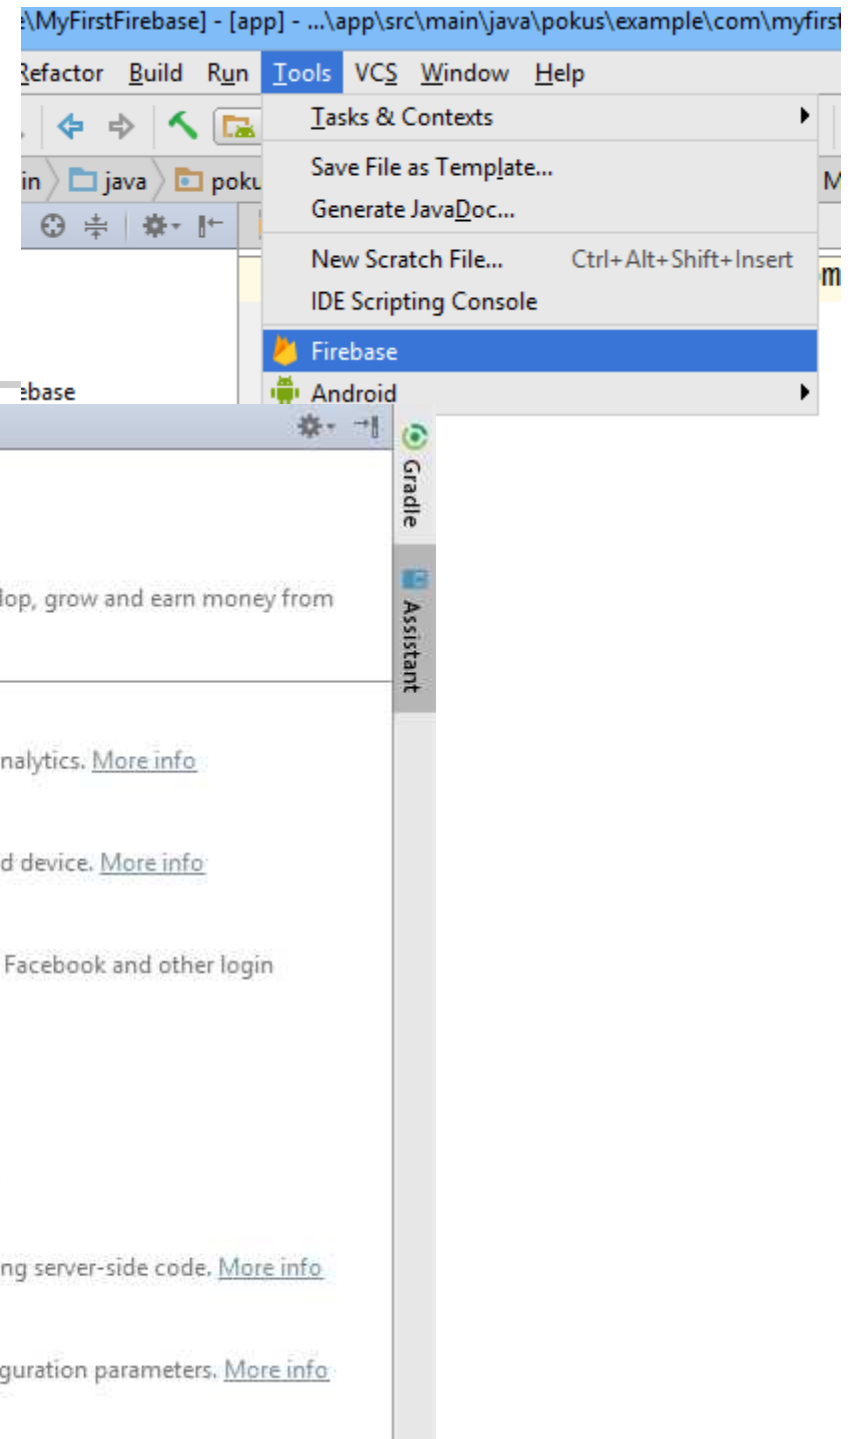 :\MyFirstFirebase] - [app] - ...\app\src\main\java\pokus\example\com\myfirst
Refactor Build Run Tools VCS Window Help
Tasks & Contexts
in java poku
Save File as Template...
M
Generate JavaDoc...
New Scratch File... Ctrl+Alt+Shift+Insert
m
IDE Scripting Console
Firebase
ebase
Android
Gradle
lop, grow and earn money from
Assistant
nalytics. More info
d device. More info
Facebook and other login
ng server-side code. More info
guration parameters. More info